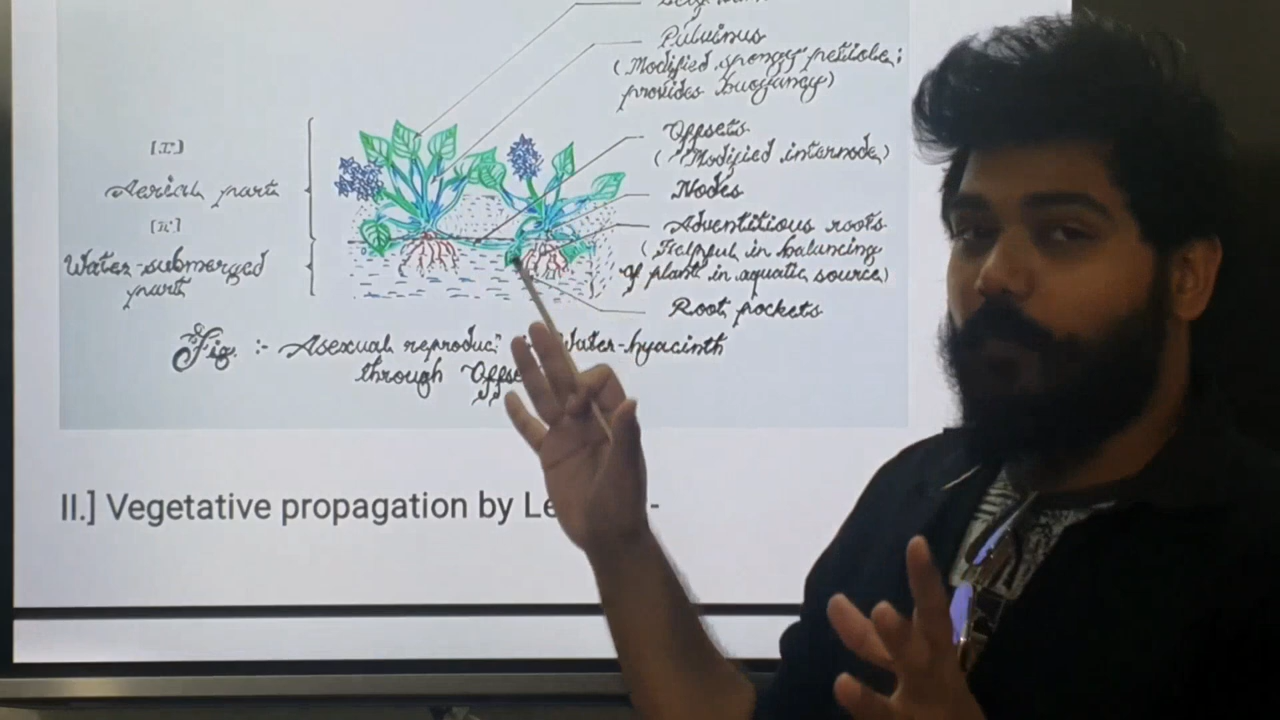 Pulvinus
(Modified spongy petiole;
provides buoyancy)
Offsets
(Modified internode)
Nodes
Adventitious roots
(Helpful in balancing
of plant in aquatic source)
Root pockets
[I]
Aerial part
[II]
Water-submerged
part
Fig. :- Asexual Water-hyacinth
through
II.] Vegetative propagation by -